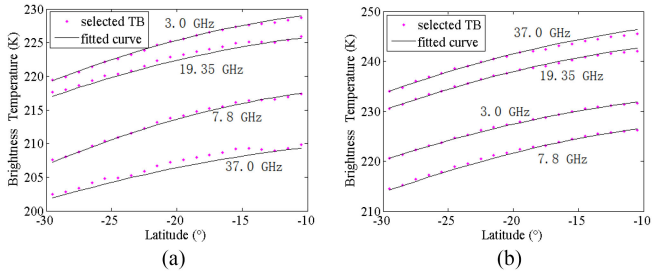 230
225
220
215
210
205
200
Brightness Temperature (K)
selected TB
fitted curve
3.0 GHz
19.35 GHz
7.8 GHz
37.0 GHz
-30
-25
-20
-15
-10
Latitude (°)
(a)
250
240
230
220
210
Brightness Temperature (K)
selected TB
fitted curve
37.0 GHz
19.35 GHz
3.0 GHz
7.8 GHz
-30
-25
-20
-15
-10
Latitude (°)
(b)